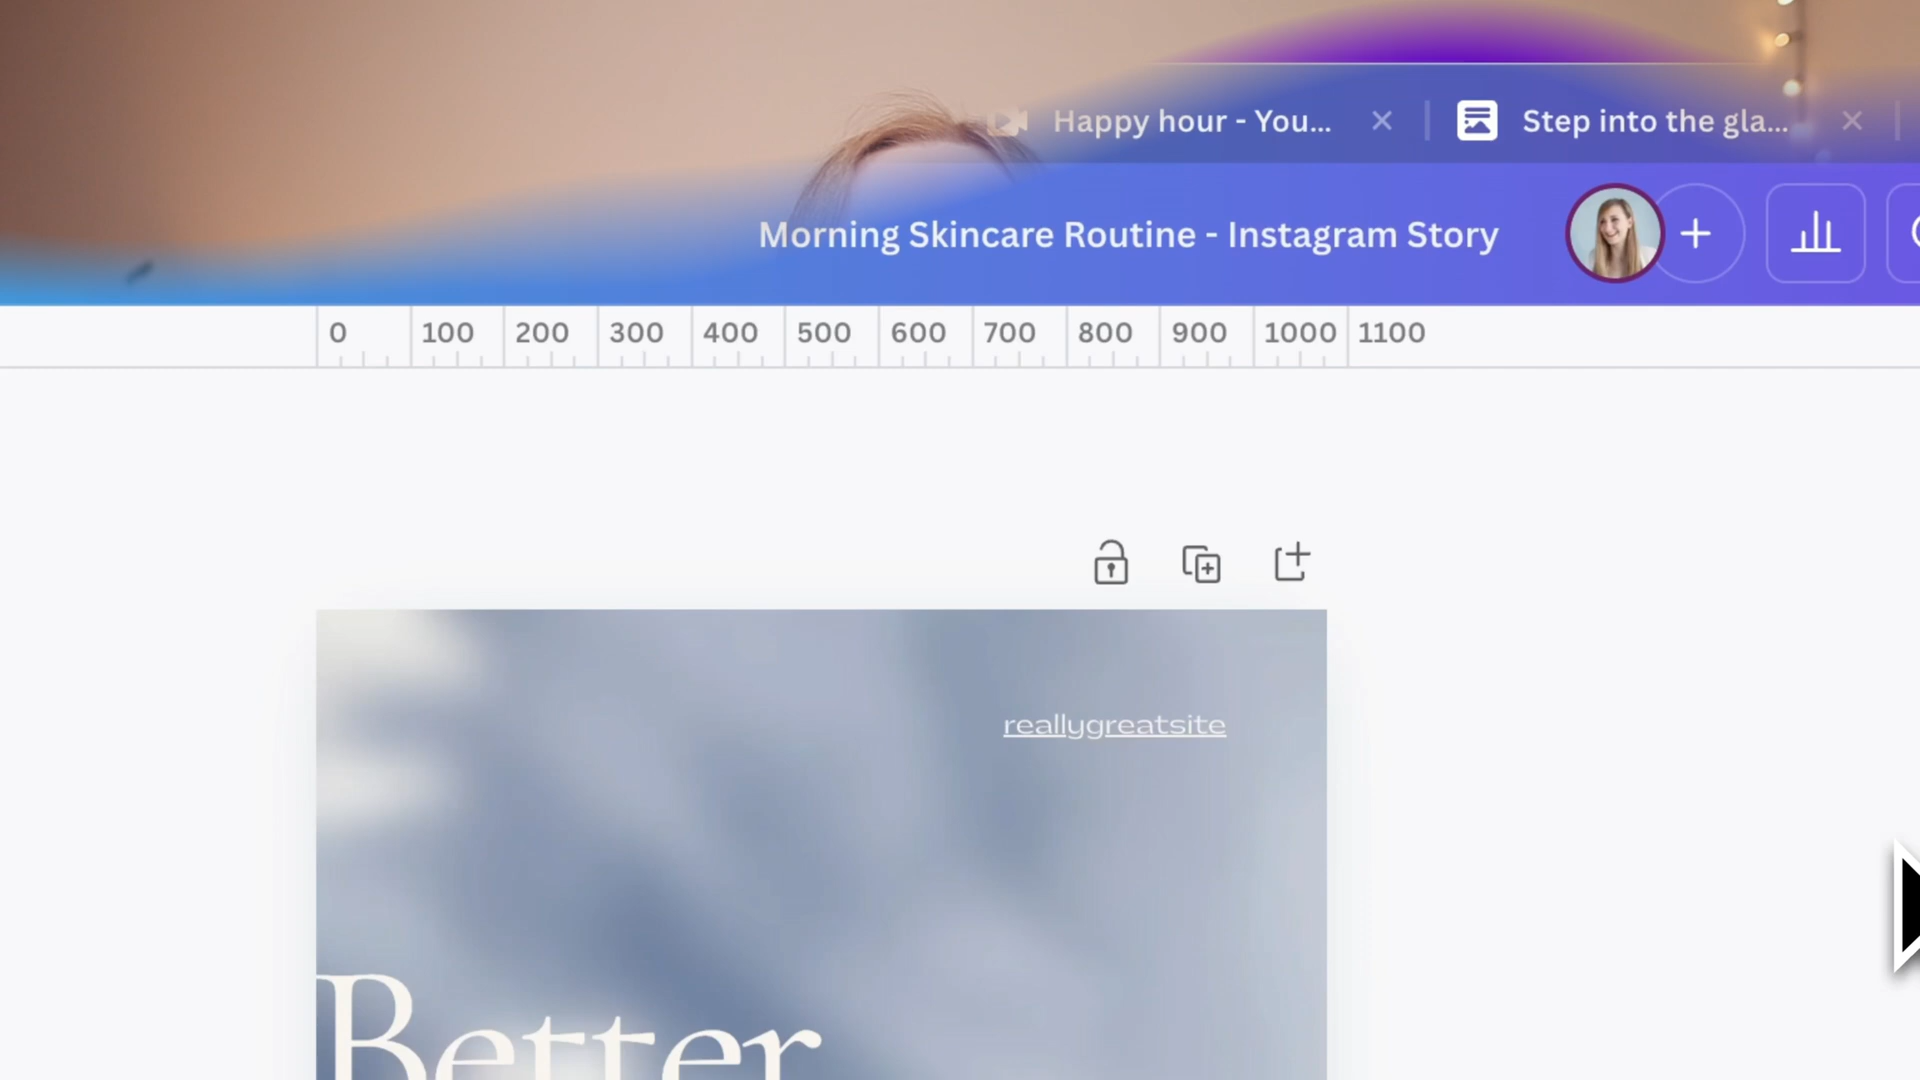 Happy hour - You...
Step into the gla...
Morning Skincare Routine - Instagram Story
0 100 200 300 400 500 600 700 800 900 1000 1100
reallygreatsite
Better